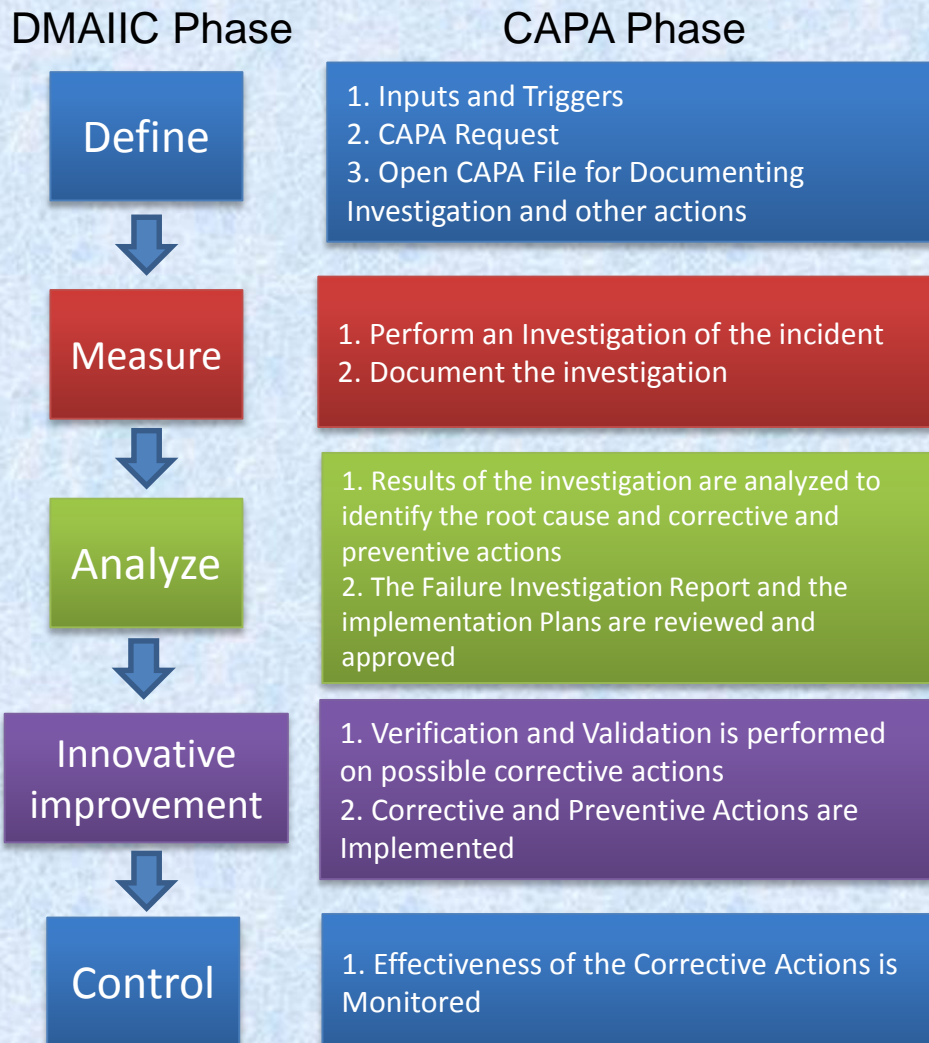 DMAIIC Phase
CAPA Phase
Define
1. Inputs and Triggers
2. CAPA Request
3. Open CAPA File for Documenting
Investigation and other actions
Measure
1. Perform an Investigation of the incident
2. Document the investigation
Analyze
1. Results of the investigation are analyzed to
identify the root cause and corrective and
preventive actions
2. The Failure Investigation Report and the
implementation Plans are reviewed and
approved
Innovative
improvement
1. Verification and Validation is performed
on possible corrective actions
2. Corrective and Preventive Actions are
Implemented
Control
1. Effectiveness of the Corrective Actions is
Monitored